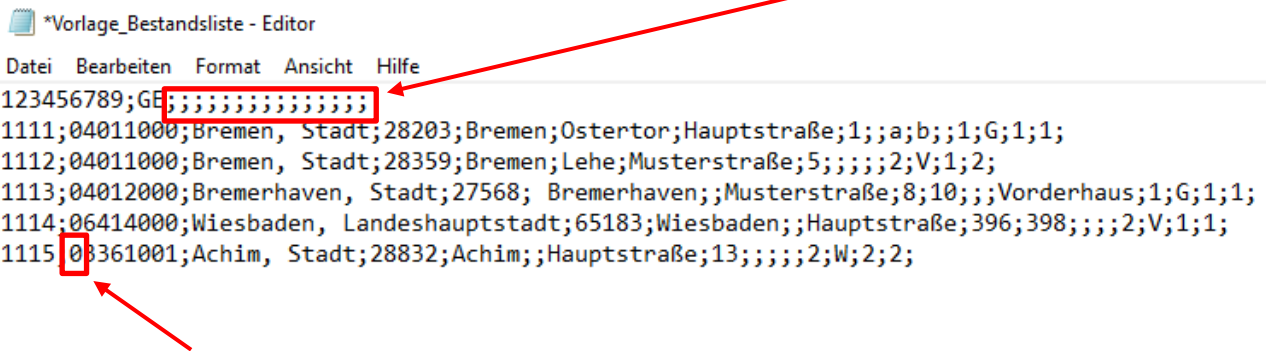 *Vorlage_Bestandsliste - Editor
Datei Bearbeiten Format Ansicht Hilfe
123456789;GE;;;;;;;;;;;;;;;
1111;04011000;Bremen, Stadt;28203;Bremen;Ostertor;Hauptstraße;1;;a;b;;1;G;1;1;
1112;04011000;Bremen, Stadt;28359;Bremen;Lehe;Musterstraße;5;;;;;2;V;1;2;
1113;04012000;Bremerhaven, Stadt;27568; Bremerhaven;;Musterstraße;8;10;;;Vorderhaus;1;G;1;1;
1114;06414000;Wiesbaden, Landeshauptstadt;65183;Wiesbaden;;Hauptstraße;396;398;;;;2;V;1;1;
1115;03361001;Achim, Stadt;28832;Achim;;Hauptstraße;13;;;;;2;W;2;2;